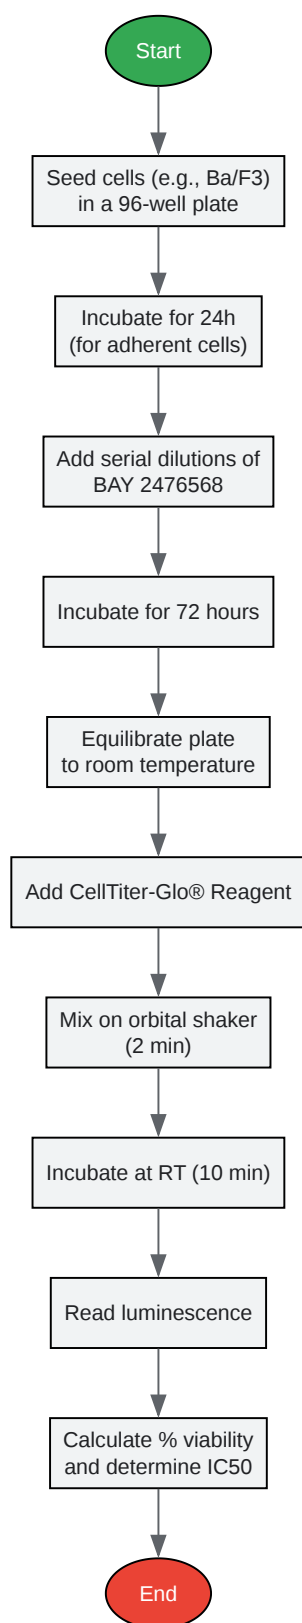 Start
Seed cells (e.g., Ba/F3)
in a 96-well plate
Incubate for 24h
(for adherent cells)
Add serial dilutions of
BAY 2476568
Incubate for 72 hours
Equilibrate plate
to room temperature
Add CellTiter-Glo® Reagent
Mix on orbital shaker
(2 min)
Incubate at RT (10 min)
Read luminescence
Calculate % viability
and determine IC50
End